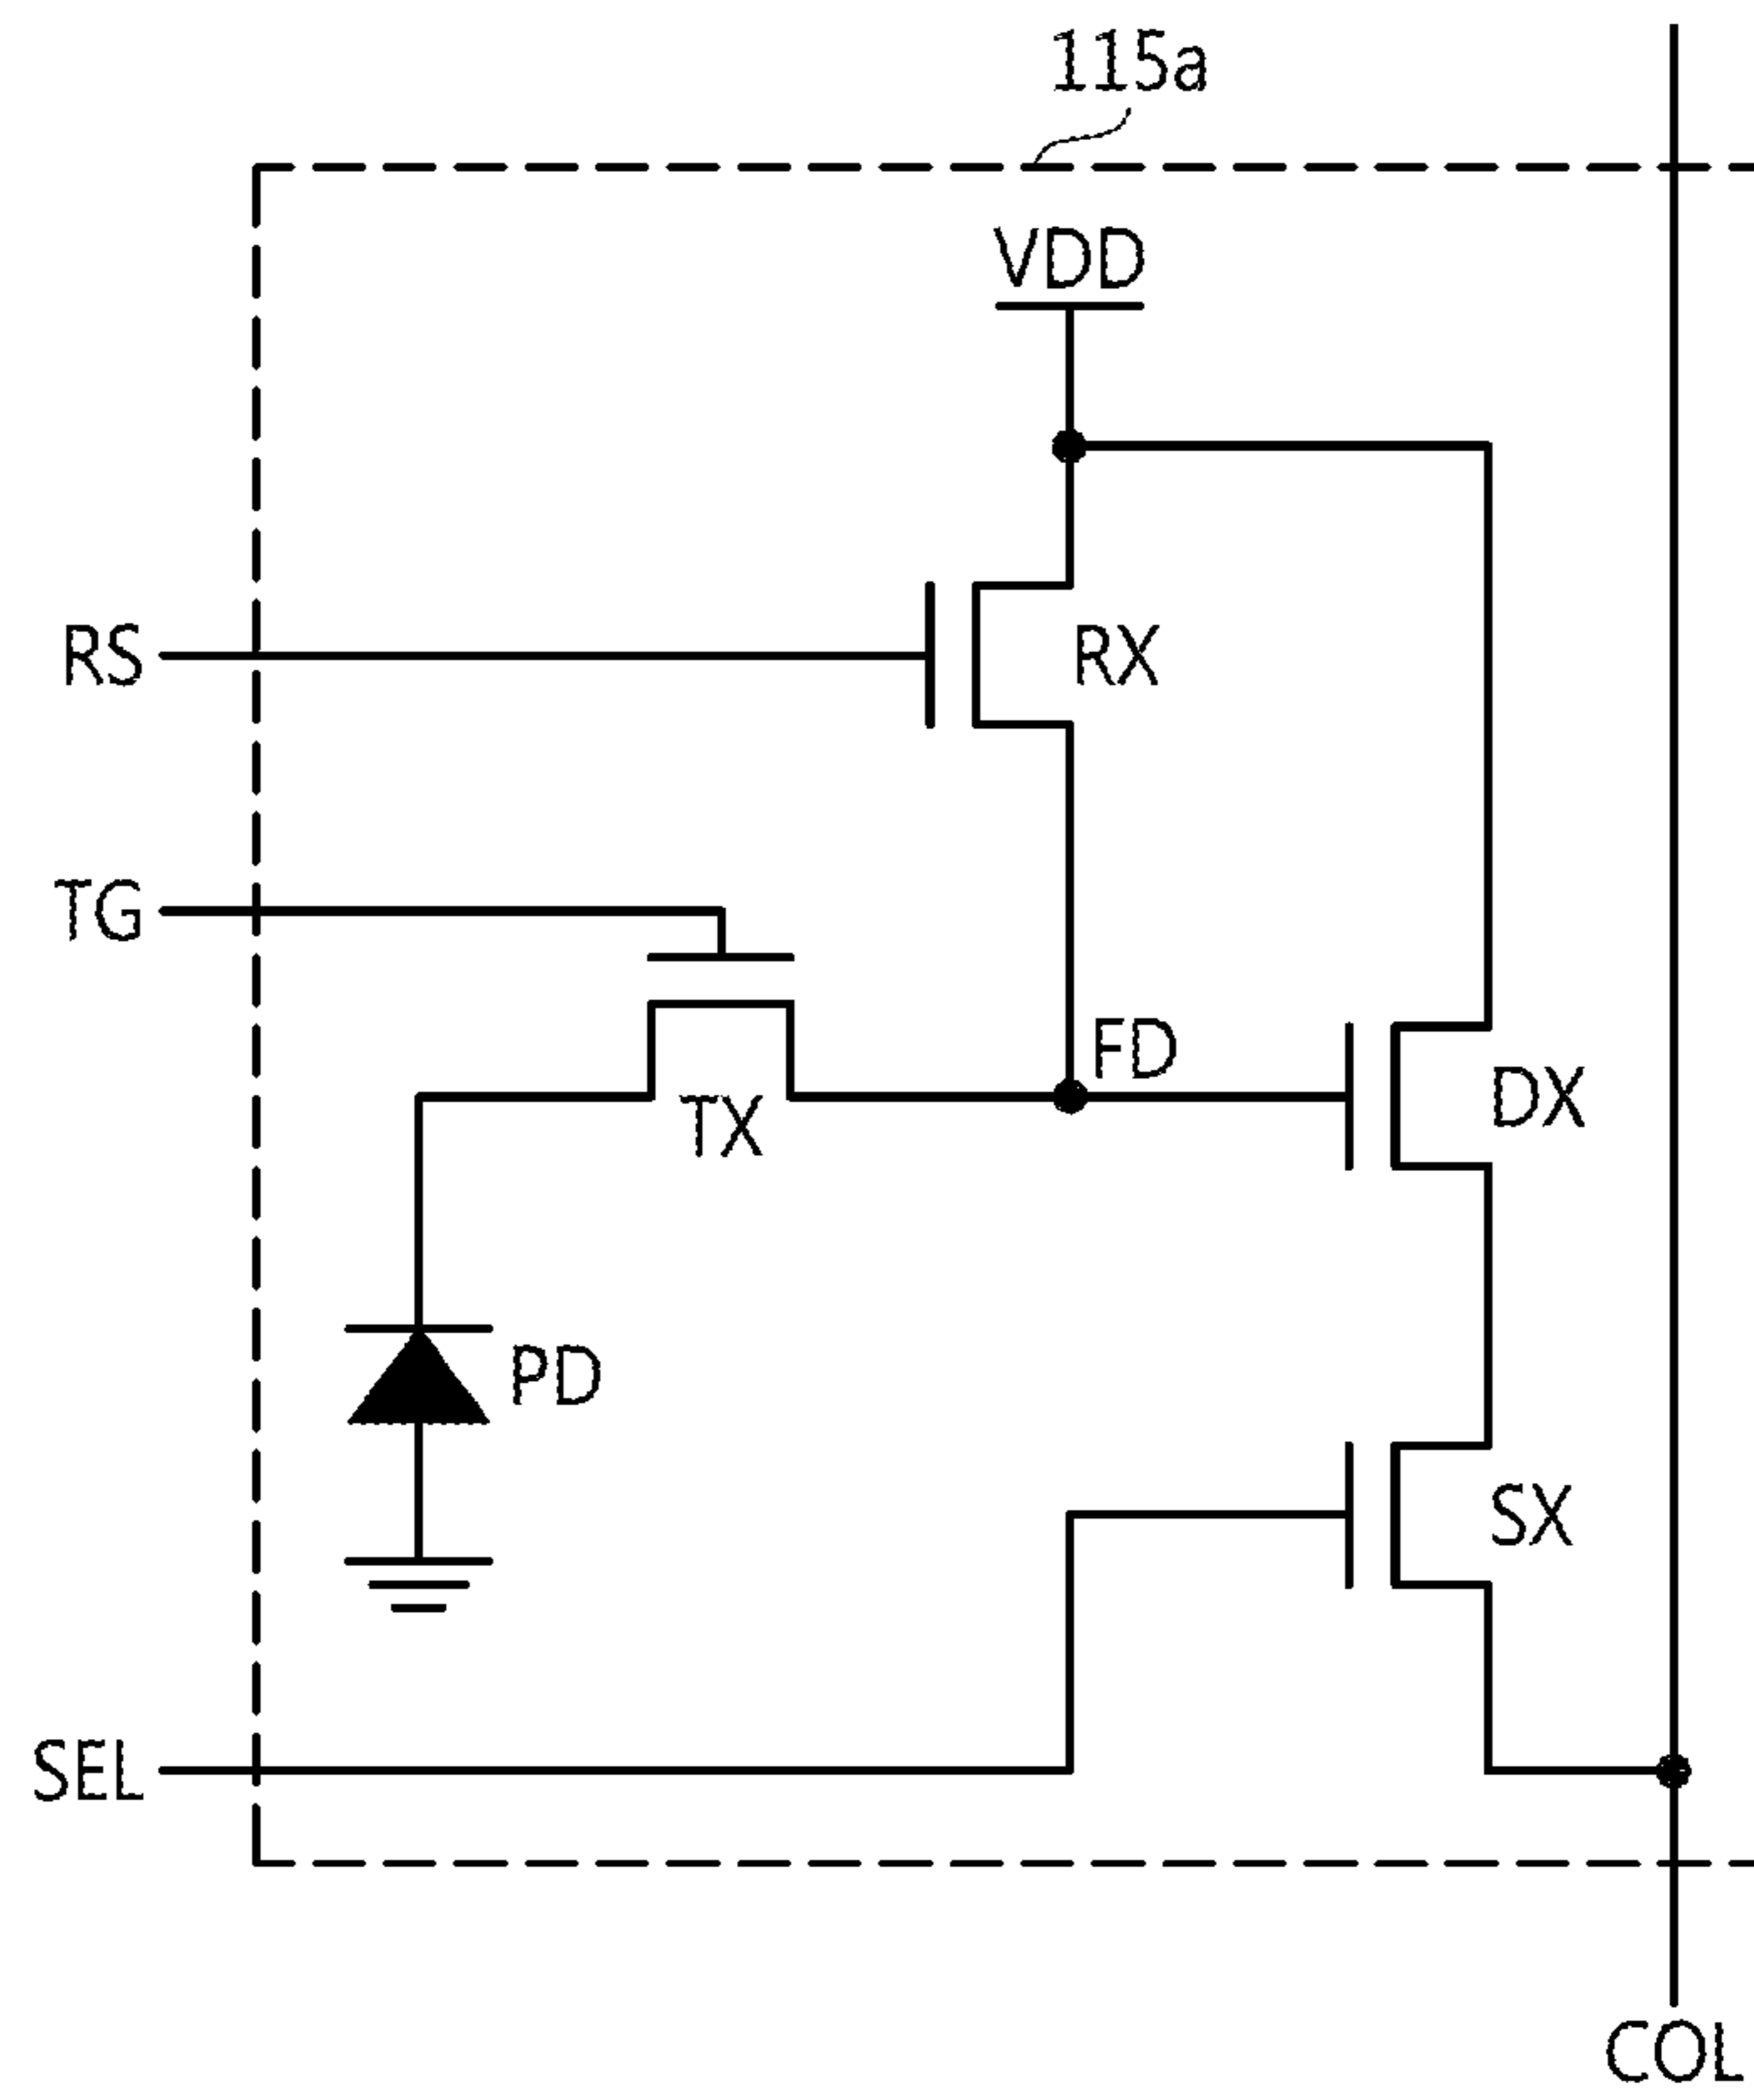 115a
VDD
RS
RX
TG
FD
DX
TX
PD
SX
SEL
COL